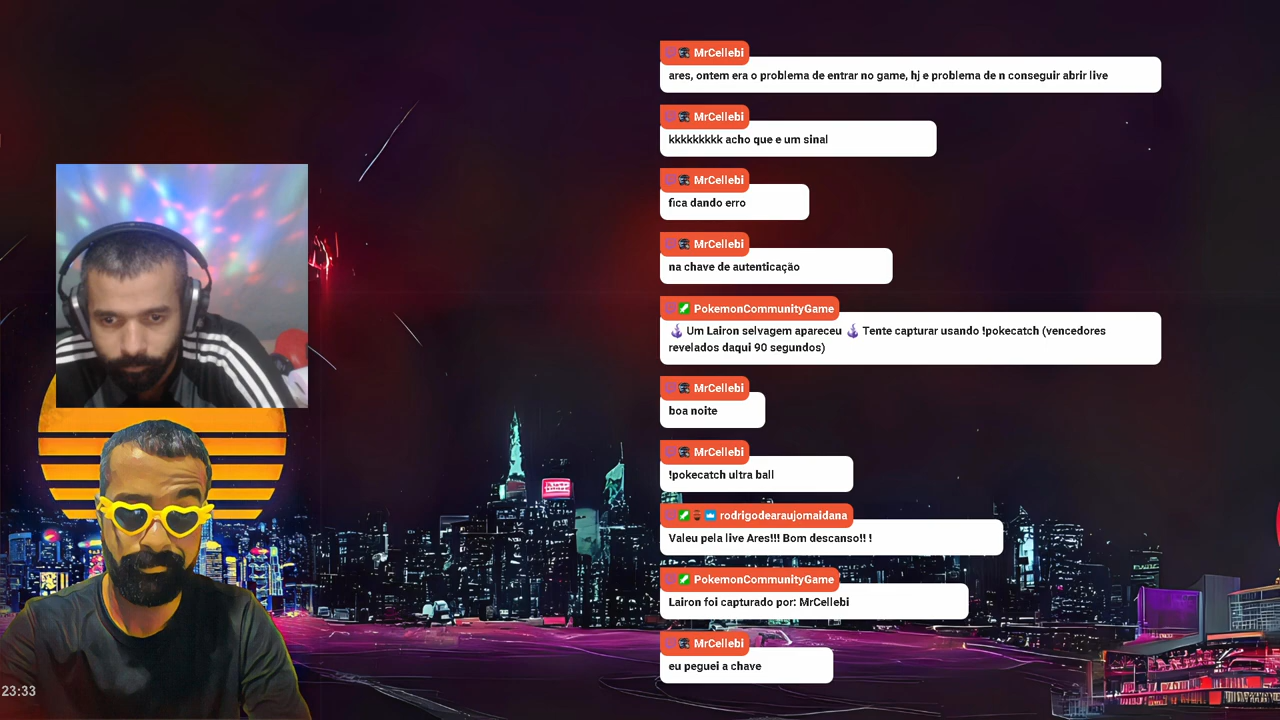 MrCellebi
ares, ontem era o problema de entrar no game, hj e problema de n conseguir abrir live
MrCellebi
kkkkkkkkk acho que e um sinal
MrCellebi
fica dando erro
MrCellebi
na chave de autenticação
PokemonCommunityGame
Um Lairon selvagem apareceu Tente capturar usando !pokecatch (vencedores
revelados daqui 90 segundos)
MrCellebi
boa noite
MrCellebi
!pokecatch ultra ball
rodrigodearaujomaidana
Valeu pela live Ares!!! Bom descanso!! !
PokemonCommunityGame
Lairon foi capturado por: MrCellebi
MrCellebi
eu peguei a chave
23:33